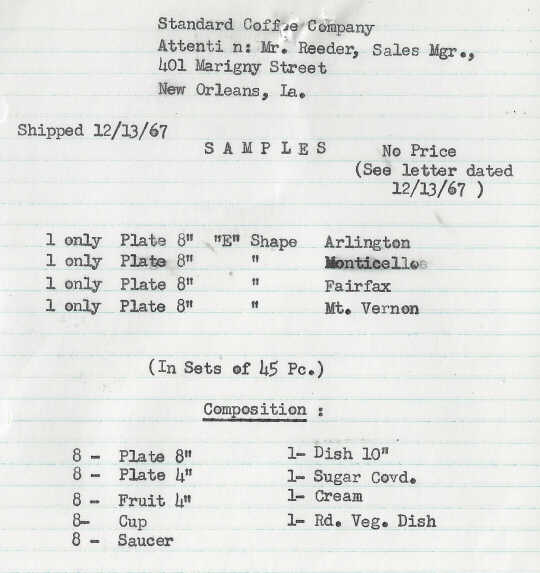 Standard Coffee Company
Attenti n: Mr. Reeder, Sales Mgr.,
401 Marigny Street
New Orleans, La.
Shipped 12/13/67
S A M P L E S No Price
(See letter dated
12/13/67 )
1 only Plate 8" "E" Shape Arlington
1 only Plate 8" " Monticelloe
1 only Plate 8" " Fairfax
1 only Plate 8" " Mt. Vernon
(In Sets of 45 Pc.)
Composition :
8 - Plate 8" 1- Dish 10"
8 - Plate 4" 1- Sugar Covd.
8 - Fruit 4" 1- Cream
8- Cup 1- Rd. Veg. Dish
8 - Saucer